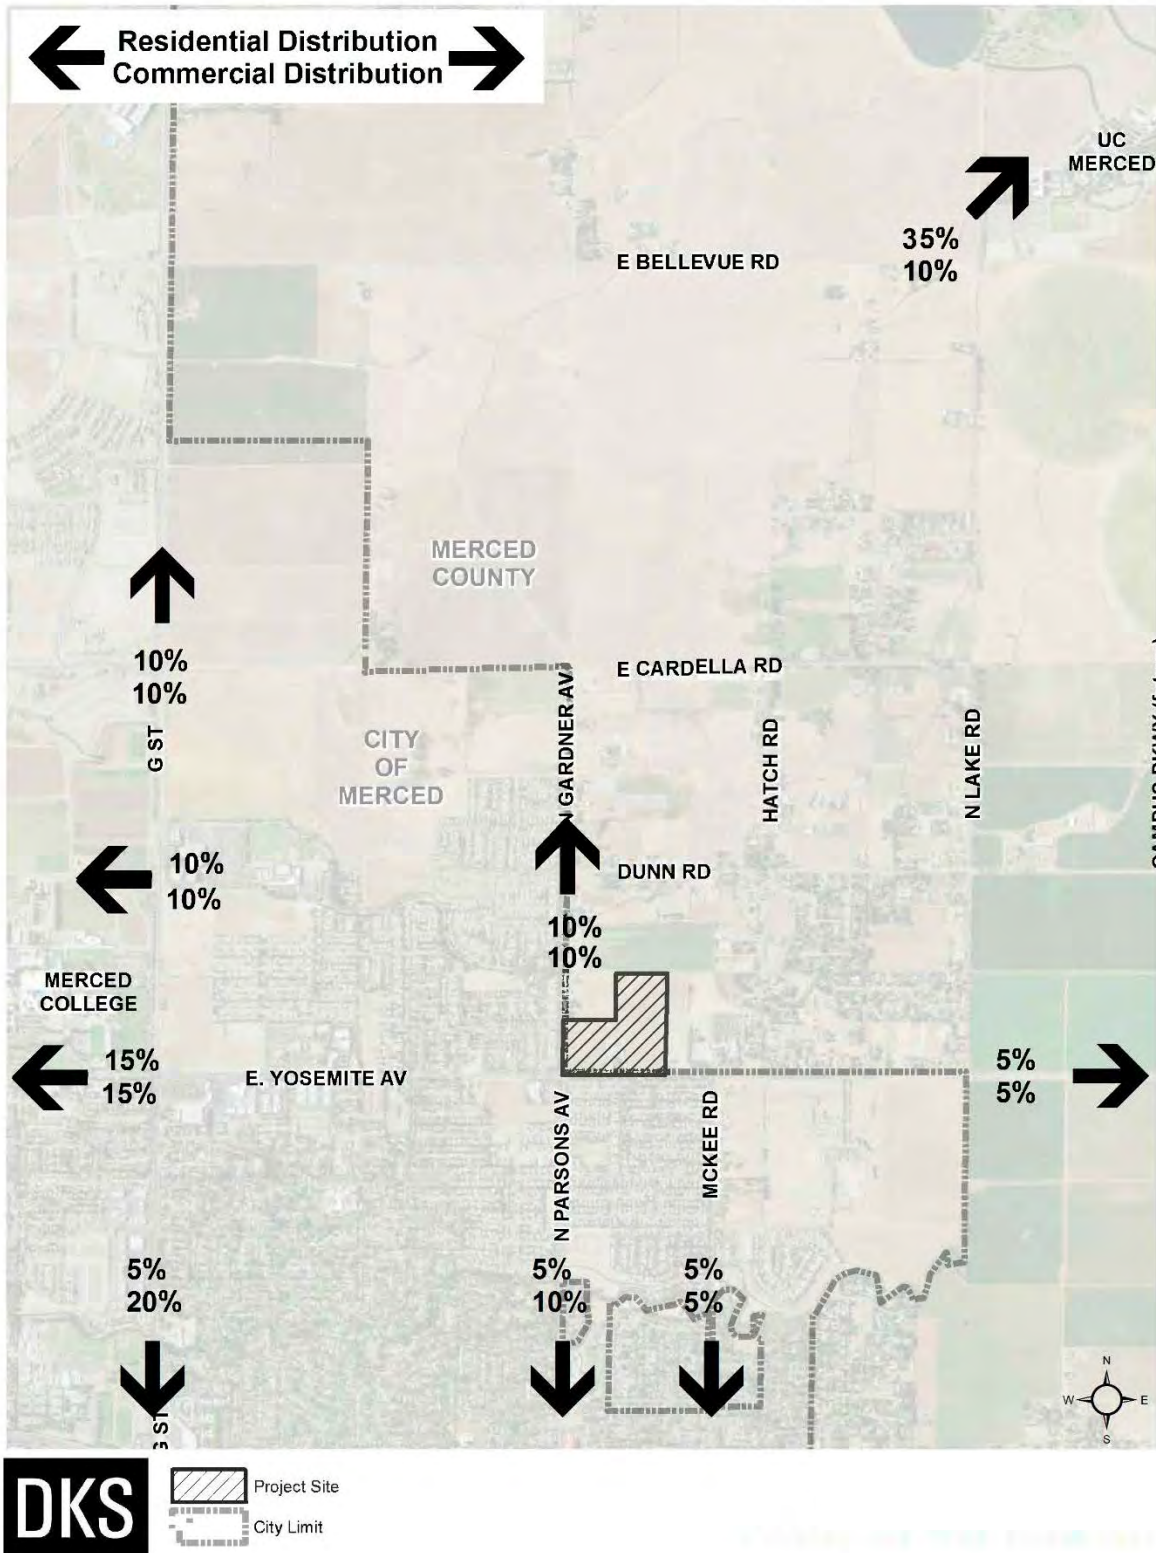 Residential Distribution
Commercial Distribution
UC
MERCED
35%
10%
E BELLEVUE RD
MERCED
COUNTY
10%
10%
G ST
E CARDELLA RD
N GARDNER AV
CITY
OF
MERCED
HATCH RD
N LAKE RD
10%
10%
DUNN RD
10%
10%
MERCED
COLLEGE
15%
15%
E. YOSEMITE AV
5%
5%
N PARSONS AV
MCKEE RD
5%
20%
5%
10%
5%
5%
G ST
N
W
E
S
DKS
Project Site
City Limit